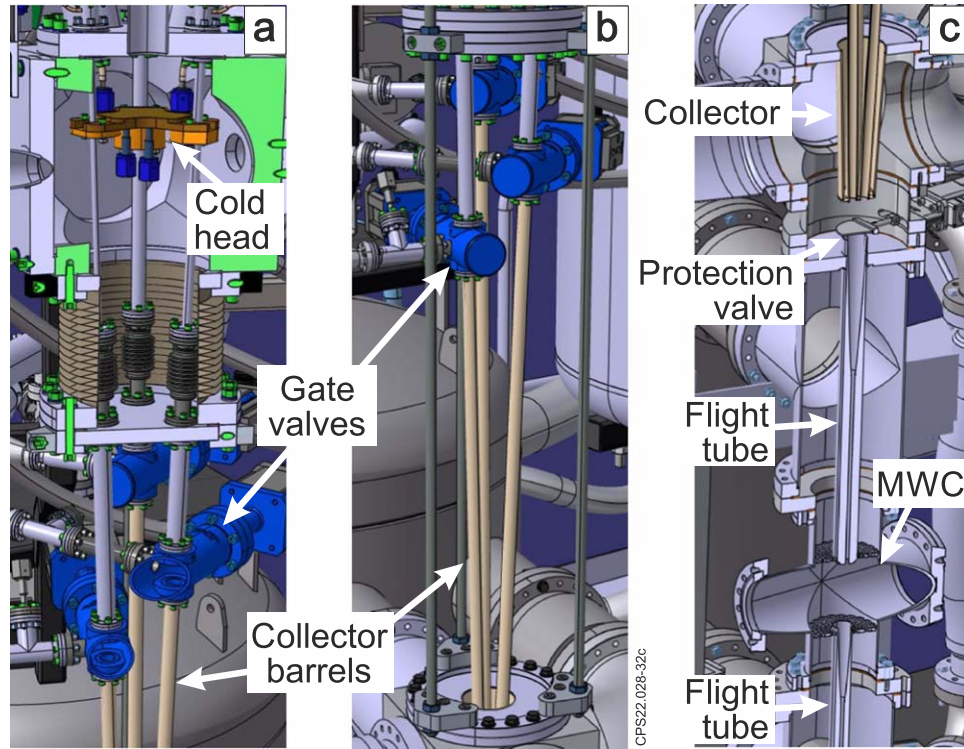 a
b
c
Cold
head
Gate
valves
Collector
barrels
CPS22.028-32c
Collector
Protection
valve
Flight
tube
MWC
Flight
tube